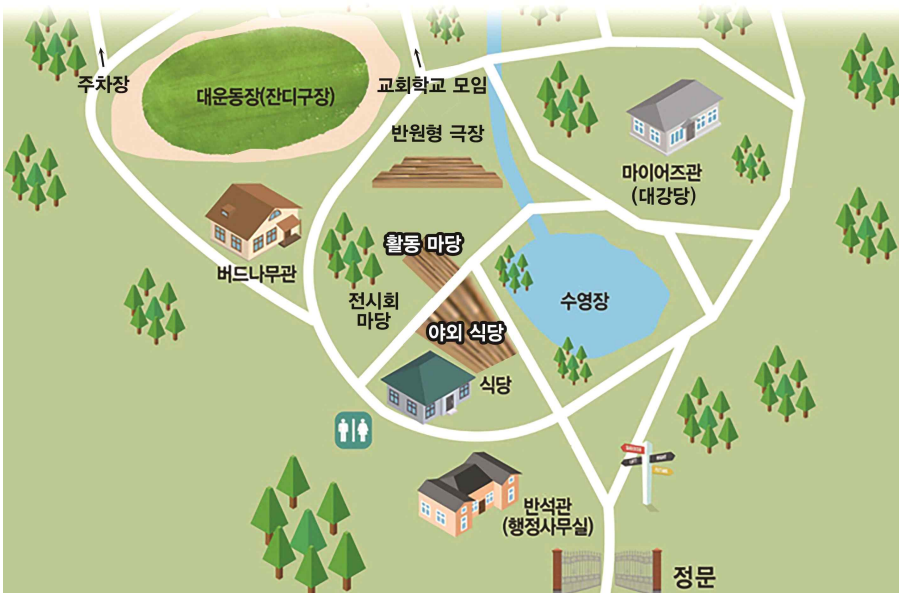 주차장
대운동장(잔디구장)
교회학교 모임
반원형 극장
마이어즈관
(대강당)
버드나무관
활동 마당
전시회
마당
수영장
야외 식당
식당
반석관
(행정사무실)
정문